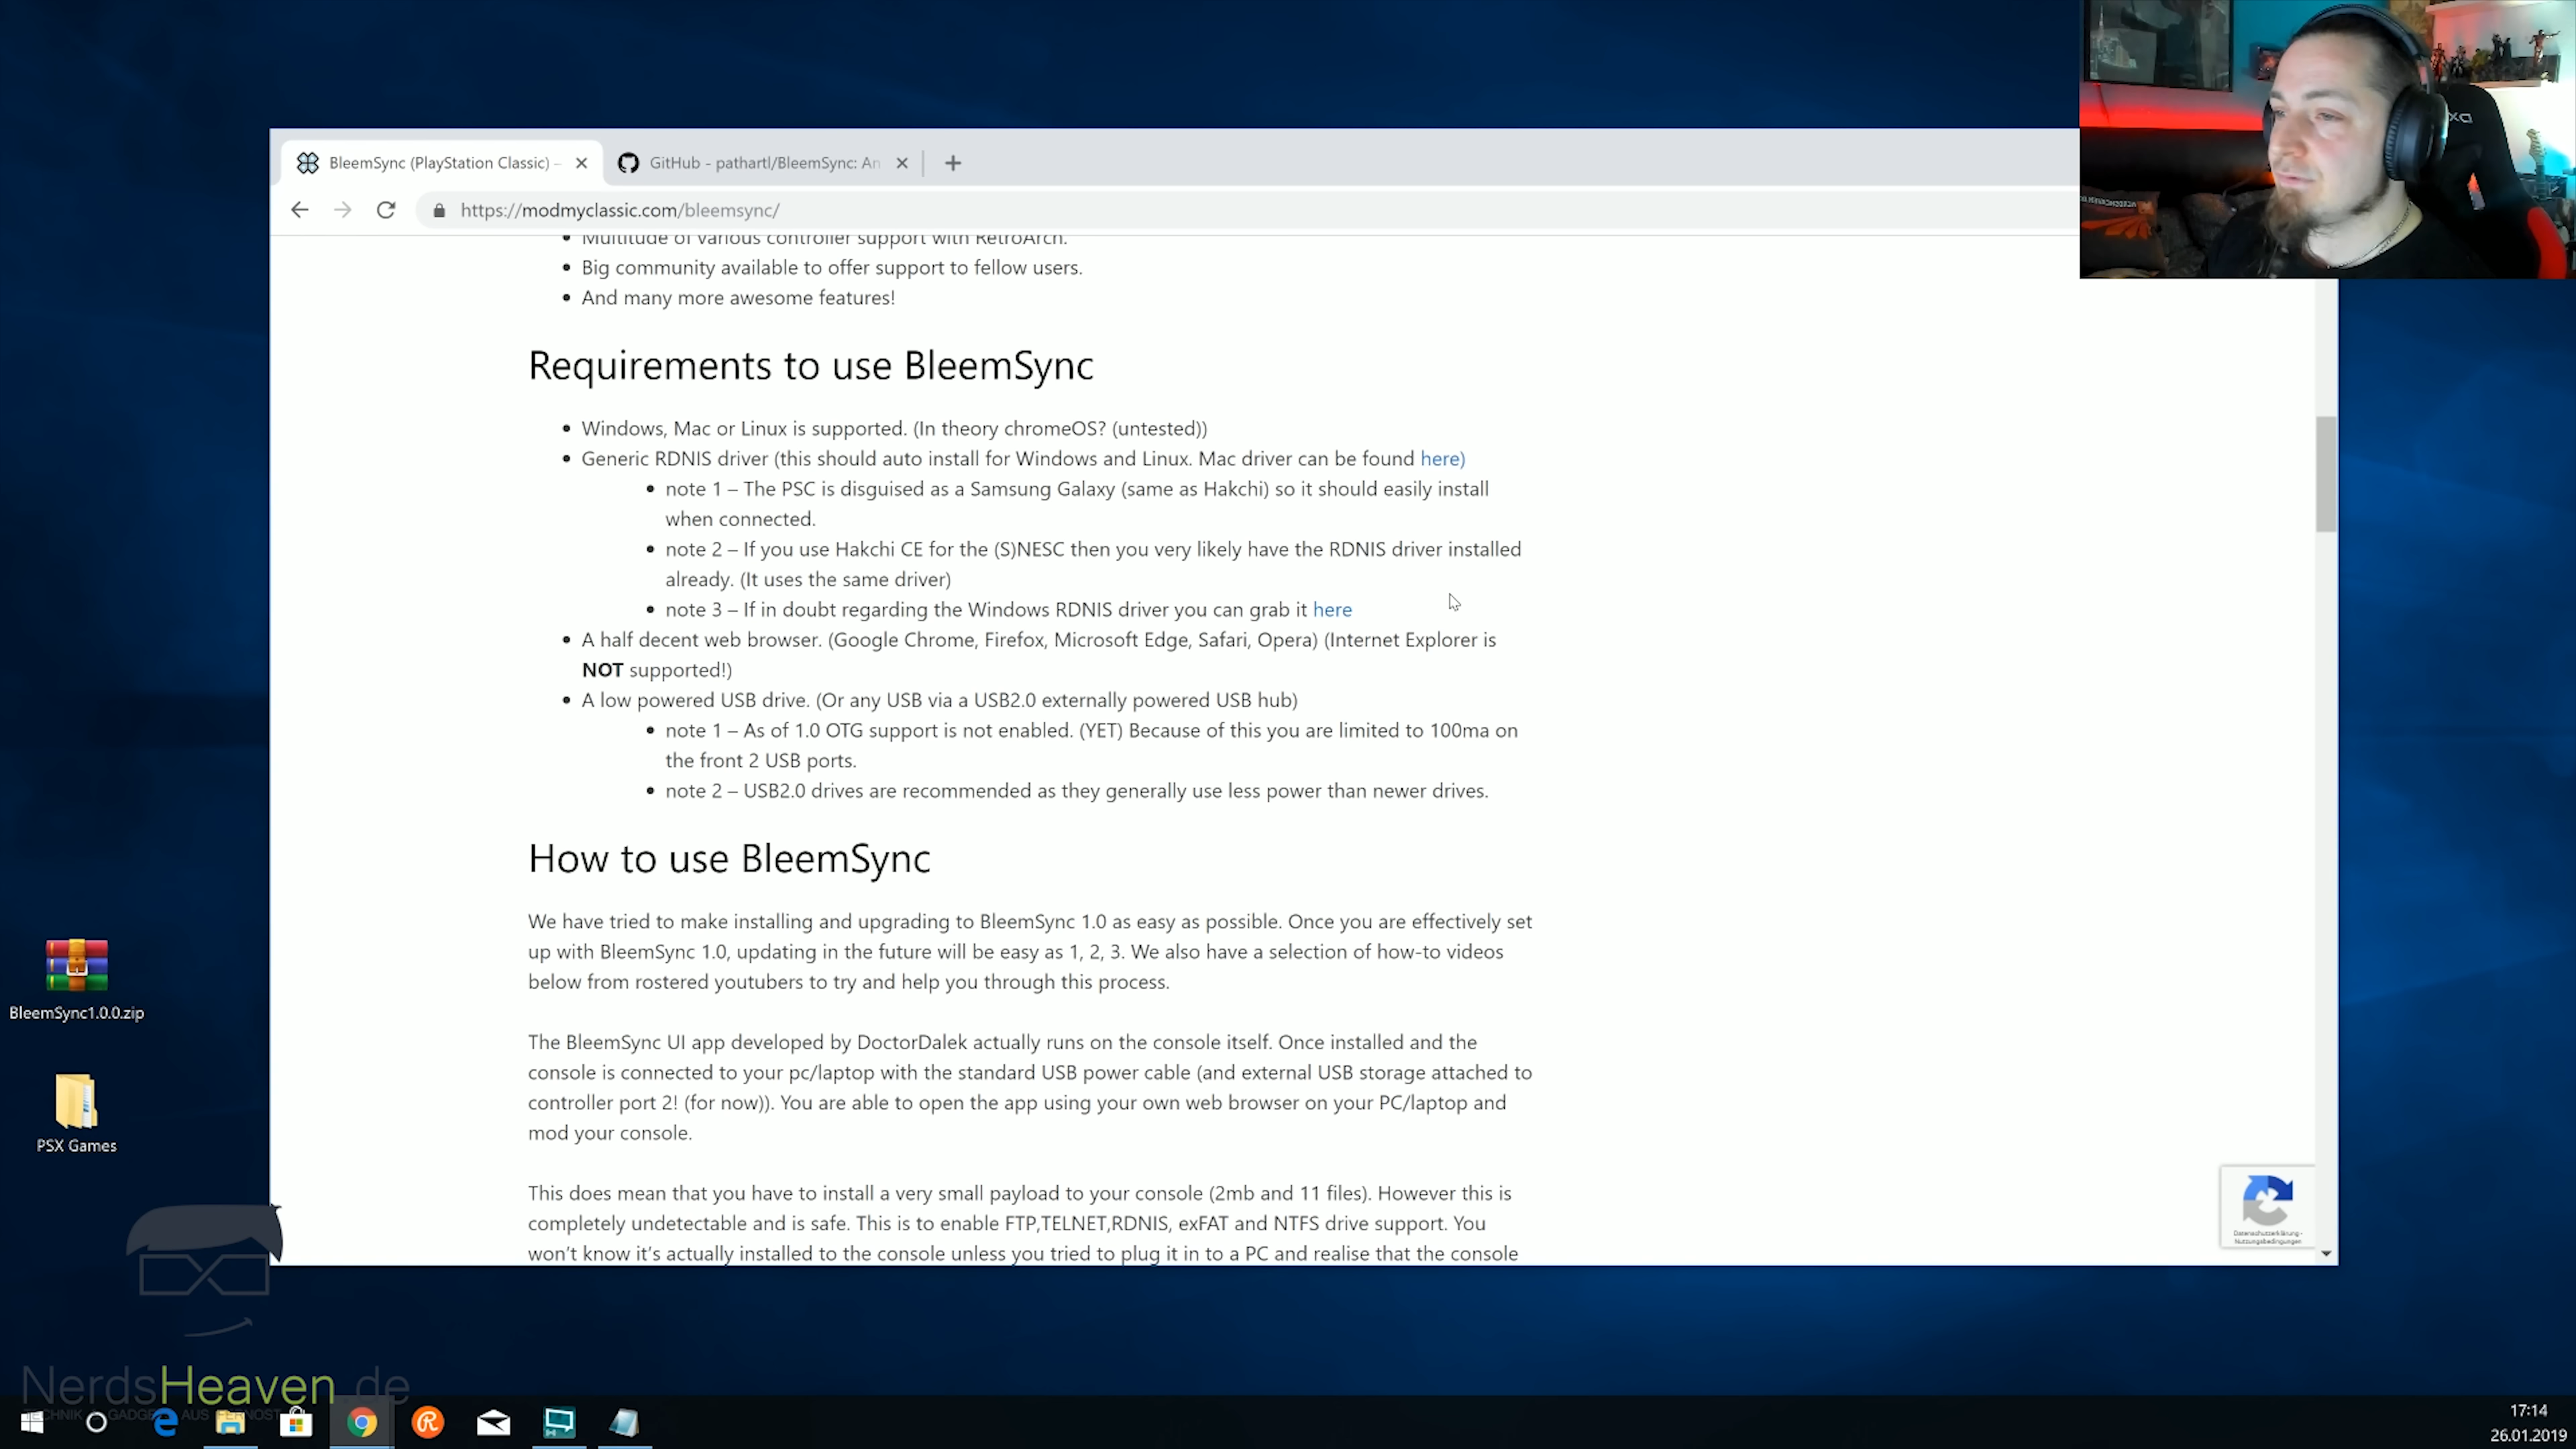 BleemSync (PlayStation Classic) –
GitHub - pathartl/BleemSync: An
https://modmyclassic.com/bleemsync/
Multitude of various controller support with RetroArch.
Big community available to offer support to fellow users.
And many more awesome features!
Requirements to use BleemSync
Windows, Mac or Linux is supported. (In theory chromeOS? (untested))
Generic RDNIS driver (this should auto install for Windows and Linux. Mac driver can be found here)
note 1 – The PSC is disguised as a Samsung Galaxy (same as Hakchi) so it should easily install
when connected.
note 2 – If you use Hakchi CE for the (S)NESC then you very likely have the RDNIS driver installed
already. (It uses the same driver)
note 3 – If in doubt regarding the Windows RDNIS driver you can grab it here
A half decent web browser. (Google Chrome, Firefox, Microsoft Edge, Safari, Opera) (Internet Explorer is
NOT supported!)
A low powered USB drive. (Or any USB via a USB2.0 externally powered USB hub)
note 1 – As of 1.0 OTG support is not enabled. (YET) Because of this you are limited to 100ma on
the front 2 USB ports.
note 2 – USB2.0 drives are recommended as they generally use less power than newer drives.
How to use BleemSync
We have tried to make installing and upgrading to BleemSync 1.0 as easy as possible. Once you are effectively set
up with BleemSync 1.0, updating in the future will be easy as 1, 2, 3. We also have a selection of how-to videos
below from rostered youtubers to try and help you through this process.
The BleemSync UI app developed by DoctorDalek actually runs on the console itself. Once installed and the
console is connected to your pc/laptop with the standard USB power cable (and external USB storage attached to
controller port 2! (for now)). You are able to open the app using your own web browser on your PC/laptop and
mod your console.
This does mean that you have to install a very small payload to your console (2mb and 11 files). However this is
completely undetectable and is safe. This is to enable FTP,TELNET,RDNIS, exFAT and NTFS drive support. You
won't know it's actually installed to the console unless you tried to plug it in to a PC and realise that the console
BleemSync1.0.0.zip
PSX Games
Datenschutzerklärung -
Nutzungsbedingungen
NerdsHeaven.de
TECHNIK & GADGETS AUS FERNOST
17:14
26.01.2019